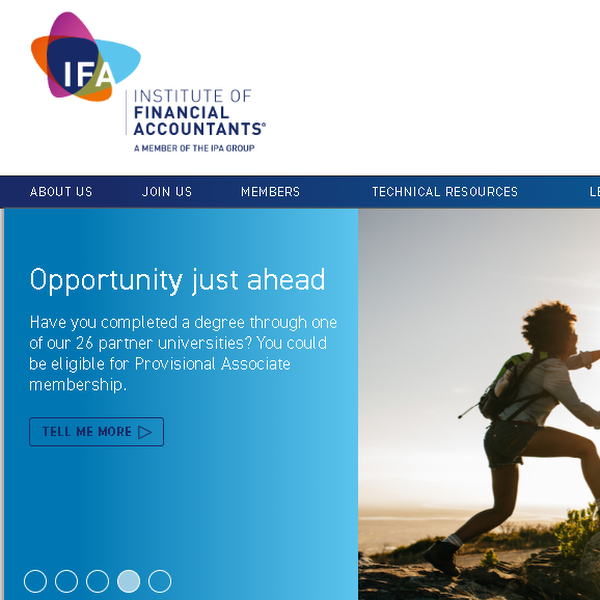 IFA
INSTITUTE OF
FINANCIAL
ACCOUNTANTS®
A MEMBER OF THE IPA GROUP
ABOUT US JOIN US MEMBERS TECHNICAL RESOURCES
Opportunity just ahead
Have you completed a degree through one
of our 26 partner universities? You could
be eligible for Provisional Associate
membership.
TELL ME MORE